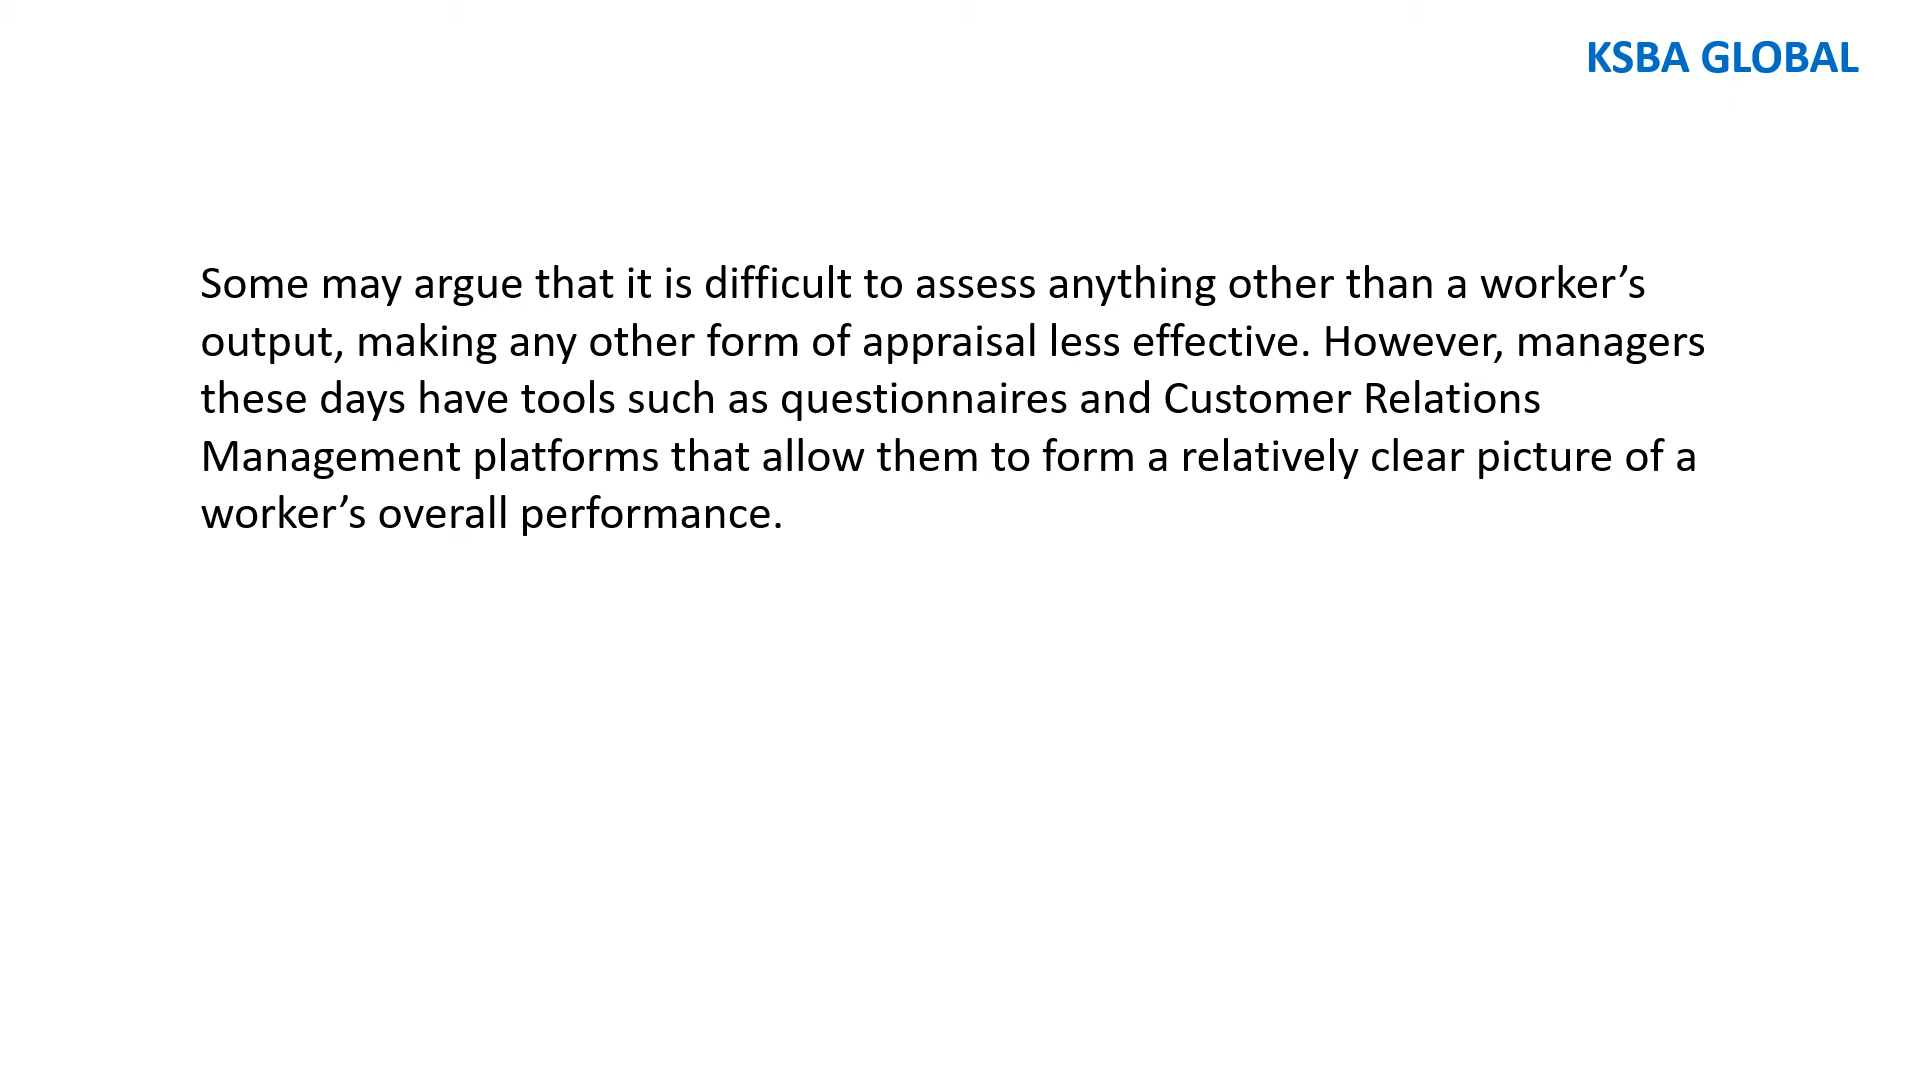 KSBA GLOBAL
Some may argue that it is difficult to assess anything other than a worker’s
output, making any other form of appraisal less effective. However, managers
these days have tools such as questionnaires and Customer Relations
Management platforms that allow them to form a relatively clear picture of a
worker’s overall performance.